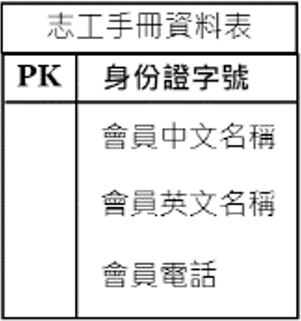 志工手冊資料表
PK 身份證字號
會員中文名稱
會員英文名稱
會員電話